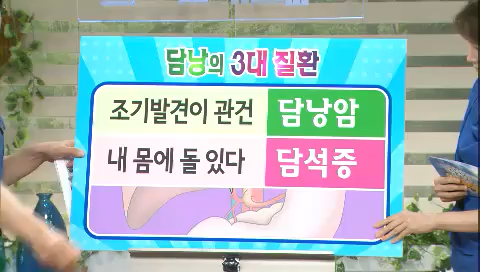 담낭의 3대 질환
조기발견이 관건 담낭암
내 몸에 돌 있다 담석증